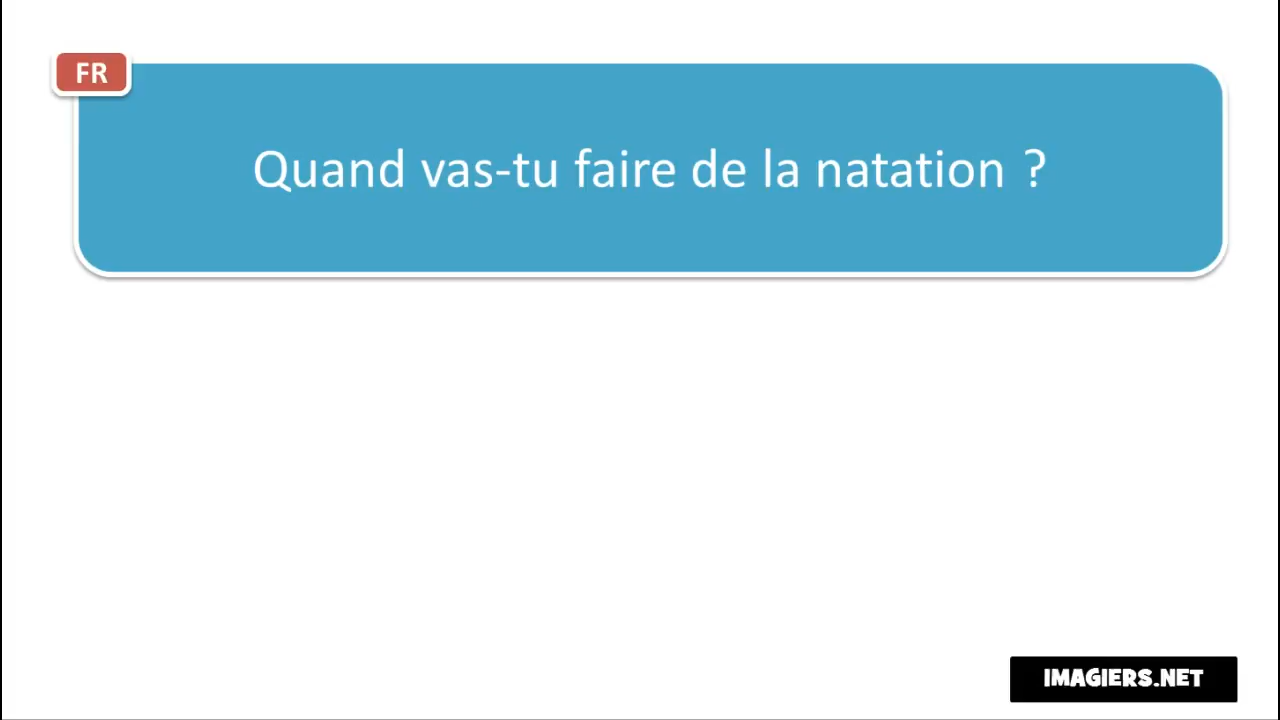 FR
Quand vas-tu faire de la natation ?
IMAGIERS.NET